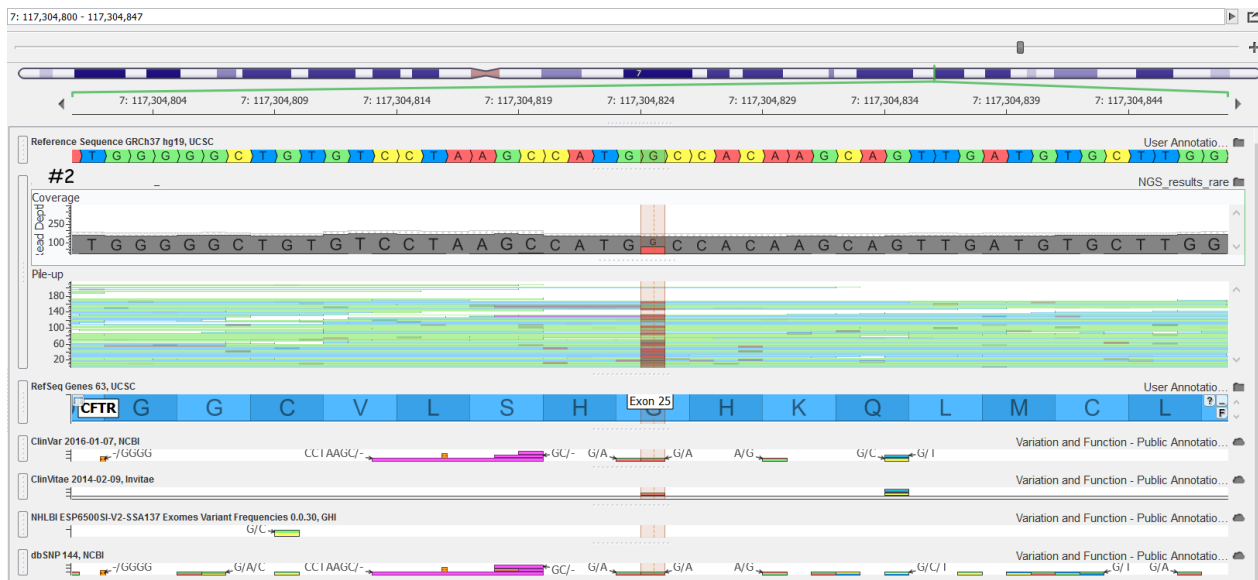 7: 117,304,800 - 117,304,847
7
7: 117,304,804 7: 117,304,809 7: 117,304,814 7: 117,304,819 7: 117,304,824 7: 117,304,829 7: 117,304,834 7: 117,304,839 7: 117,304,844
Reference Sequence GRCh37 hg19, UCSC
User Annotatio...
T G G G G G C T G T G T C C T A A G C C A T G G C C A C A A G C A G T T G A T G T G C T T G G
#2
_
NGS_results_rare
Coverage
250
100
T G G G G G C T G T G T C C T A A G C C A T G G C C A C A A G C A G T T G A T G T G C T T G G
Pile-up
180
140
100
60
20
RefSeq Genes 63, UCSC
User Annotatio...
CFTR G G C V L S H Exon 25 H K Q L M C L ? _ F
ClinVar 2016-01-07, NCBI
Variation and Function - Public Annotatio...
-/GGGG CCTAAGC/- GC/- G/A G/A A/G G/C G/T
ClinVitae 2014-02-09, Invitae
Variation and Function - Public Annotatio...
NHLBI ESP6500SI-V2-SSA137 Exomes Variant Frequencies 0.0.30, GHI
Variation and Function - Public Annotatio...
G/C
dbSNP 144, NCBI
Variation and Function - Public Annotatio...
-/GGGG G/A/C CCTAAGC/- GC/- G/A G/A A/G G/C/T G/T G/A